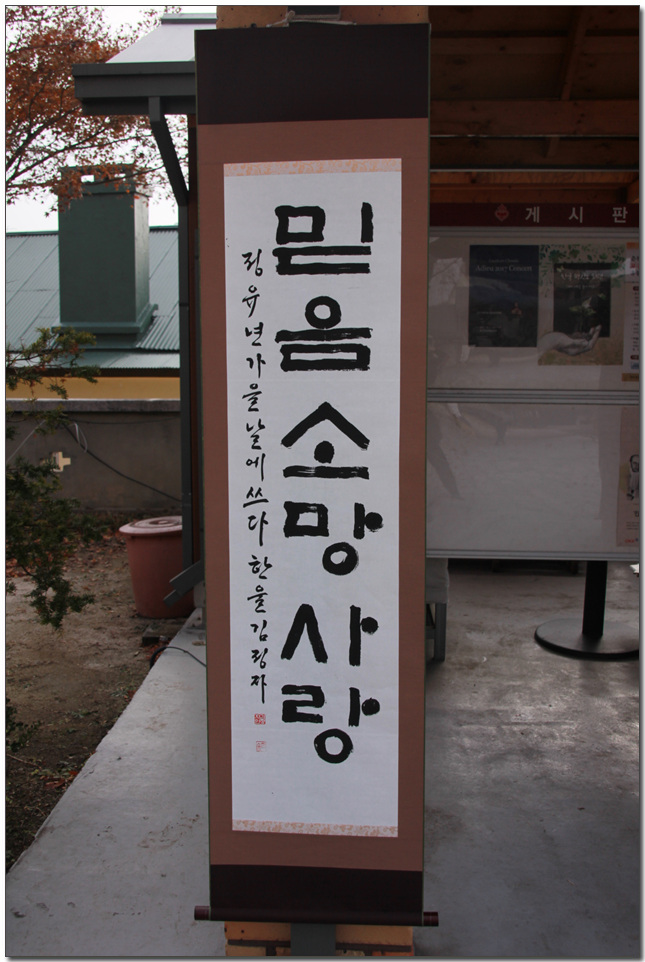 믿음소망사랑
정유년가을날에쓰다 한울김정자
게시판